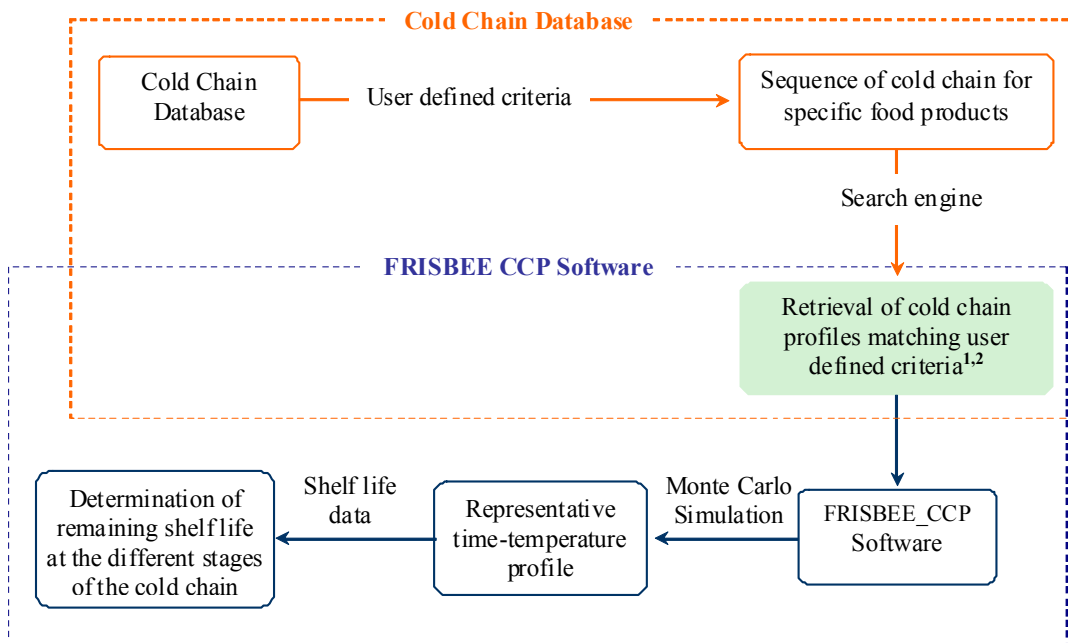 Cold Chain Database
Cold Chain
Database
User defined criteria
Sequence of cold chain for
specific food products
Search engine
FRISBEE CCP Software
Retrieval of cold chain
profiles matching user
defined criteria1,2
Determination of
remaining shelf life
at the different stages
of the cold chain
Shelf life
data
Representative
time-temperature
profile
Monte Carlo
Simulation
FRISBEE_CCP
Software